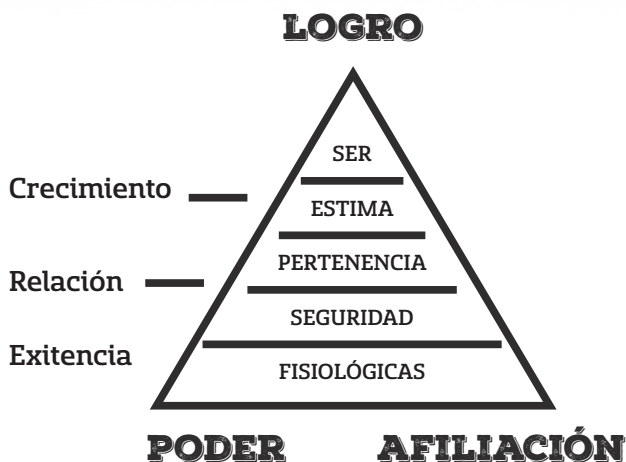 LOGRO
SER
Crecimiento
ESTIMA
PERTENENCIA
Relación
SEGURIDAD
Exitencia
FISIOLÓGICAS
PODER AFILIACIÓN